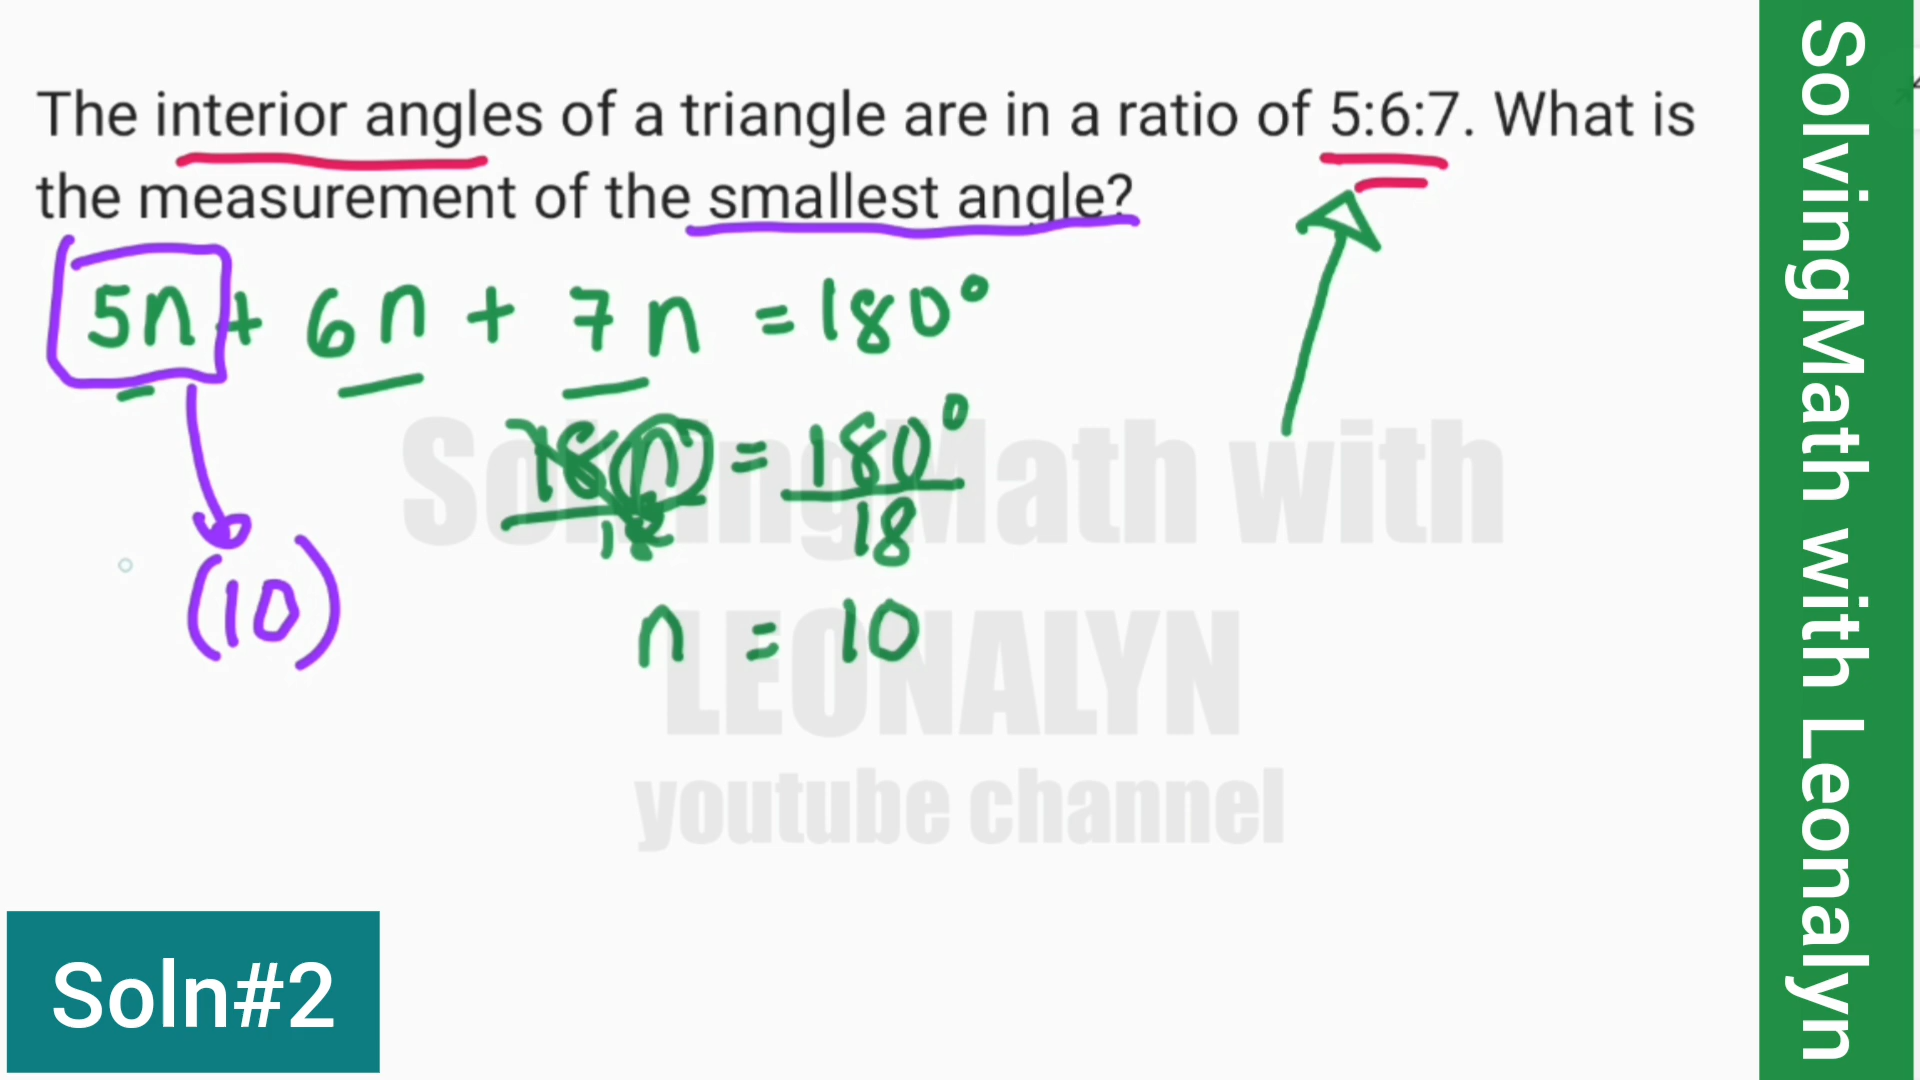 The interior angles of a triangle are in a ratio of 5:6:7. What is
the measurement of the smallest angle?
5n + 6n + 7n = 180°
18n = 180°
18 18
n = 10
(10)
SolvingMath with
LEONALYN
youtube channel
Soln#2
SolvingMath with Leonalyn